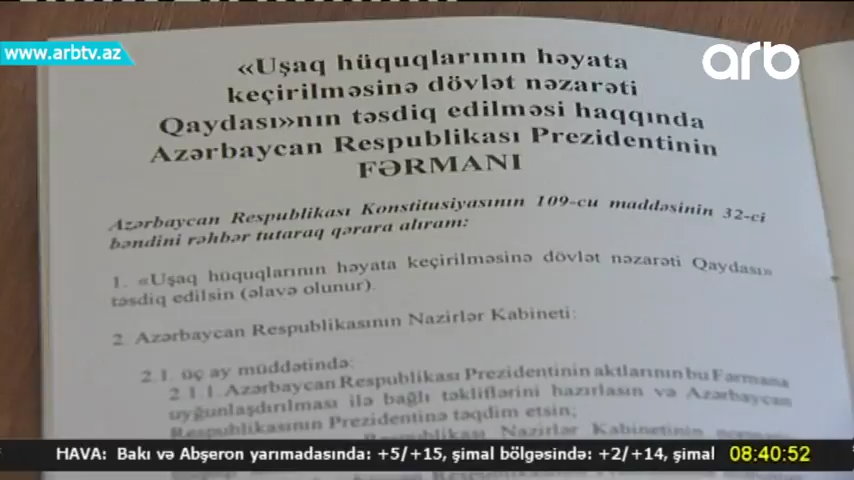 www.arbtv.az
arb
«Uşaq hüquqlarının həyata
keçirilməsinə dövlət nəzarəti
Qaydası»nın təsdiq edilməsi haqqında
Azərbaycan Respublikası Prezidentinin
FƏRMANI
Azərbaycan Respublikası Konstitusiyasının 109-cu maddəsinin 32-ci
bəndini rəhbər tutaraq qərara alıram:
1. «Uşaq hüquqlarının həyata keçirilməsinə dövlət nəzarəti Qaydası»
təsdiq edilsin (əlavə olunur).
2. Azərbaycan Respublikasının Nazirlər Kabineti:
2.1. üç ay müddətində:
2.1.1. Azərbaycan Respublikası Prezidentinin aktlarının bu Fərmana
uyğunlaşdırılması ilə bağlı təkliflərini hazırlasın və Azərbaycan
Respublikasının Prezidentinə təqdim etsin;
Respublikası Nazirlər Kabinetinin
HAVA: Bakı və Abşeron yarımadasında: +5/+15, şimal bölgəsində: +2/+14, şimal
08:40:52